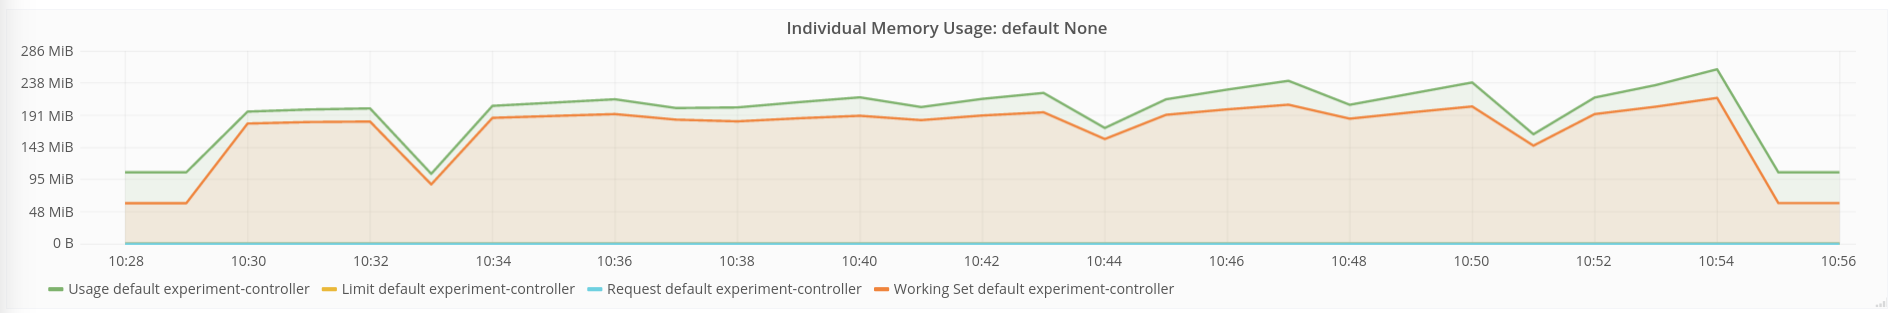 Individual Memory Usage: default None
286 MiB
238 MiB
191 MiB
143 MiB
95 MiB
48 MiB
0 B
10:28 10:30 10:32 10:34 10:36 10:38 10:40 10:42 10:44 10:46 10:48 10:50 10:52 10:54 10:56
Usage default experiment-controller Limit default experiment-controller Request default experiment-controller Working Set default experiment-controller